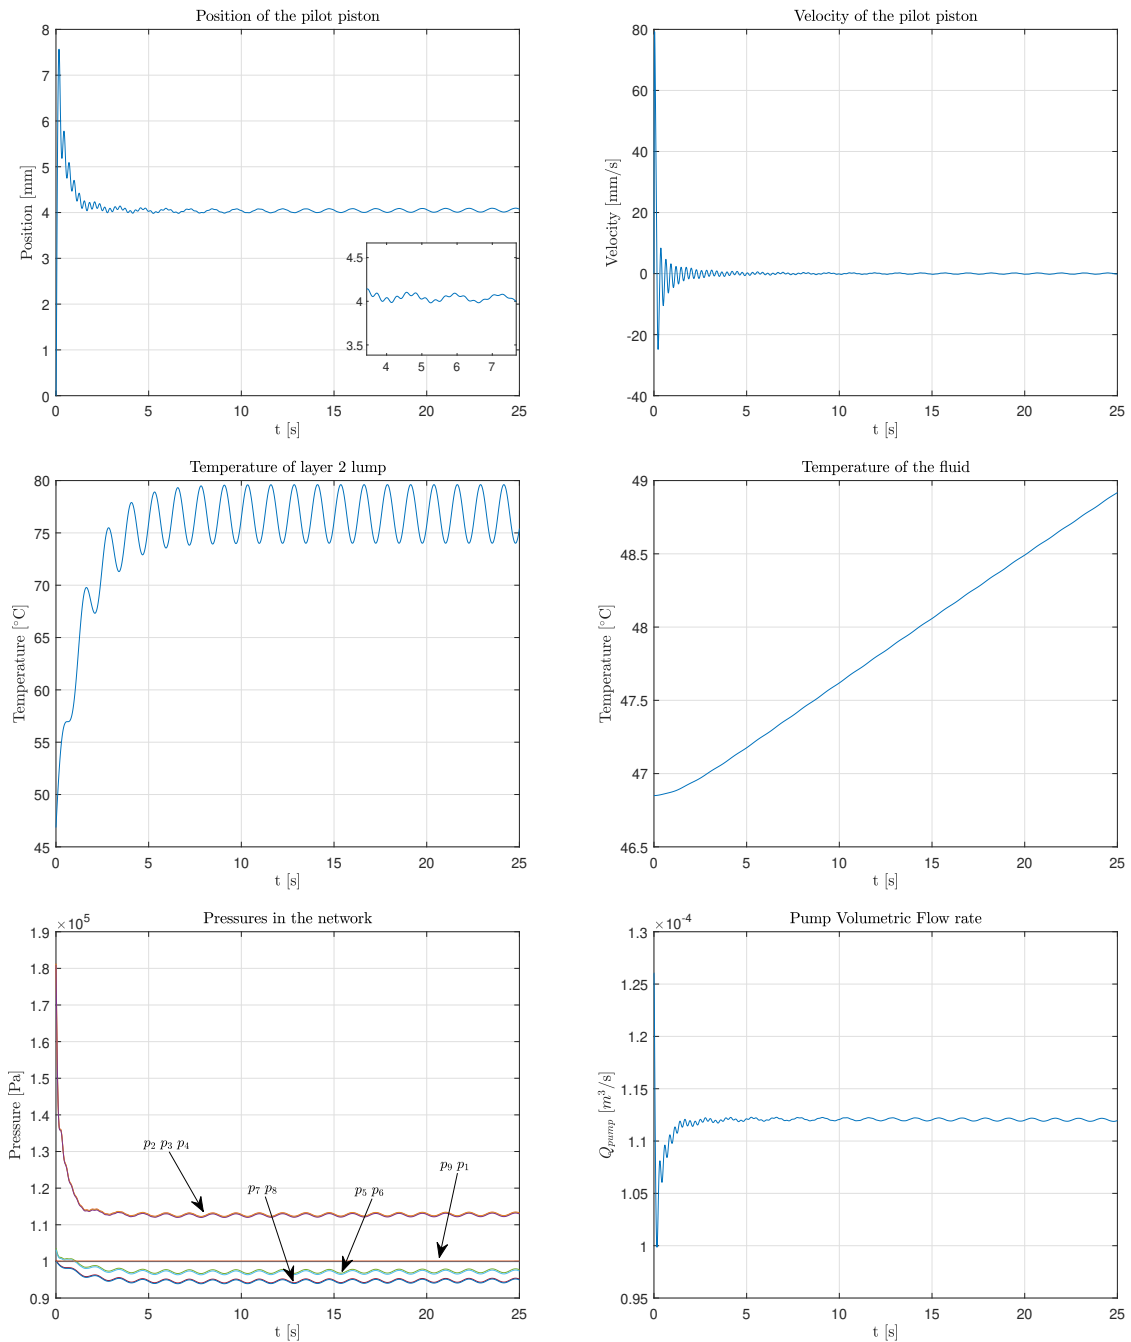 Position of the pilot piston
8
7
6
5
4
3
2
1
0
Position [mm]
4.5
4
3.5
4 5 6 7
0 5 10 15 20 25
t [s]
Velocity of the pilot piston
80
60
40
20
0
-20
-40
Velocity [mm/s]
0 5 10 15 20 25
t [s]
Temperature of layer 2 lump
80
75
70
65
60
55
50
45
Temperature [°C]
0 5 10 15 20 25
t [s]
Temperature of the fluid
49
48.5
48
47.5
47
46.5
Temperature [°C]
0 5 10 15 20 25
t [s]
Pressures in the network
×10⁵
1.9
1.8
1.7
1.6
1.5
1.4
1.3
1.2
1.1
1
0.9
Pressure [Pa]
p₂ p₃ p₄
p₉ p₁
p₇ p₈
p₅ p₆
0 5 10 15 20 25
t [s]
Pump Volumetric Flow rate
×10⁻⁴
1.3
1.25
1.2
1.15
1.1
1.05
1
0.95
Q_pump [m³/s]
0 5 10 15 20 25
t [s]